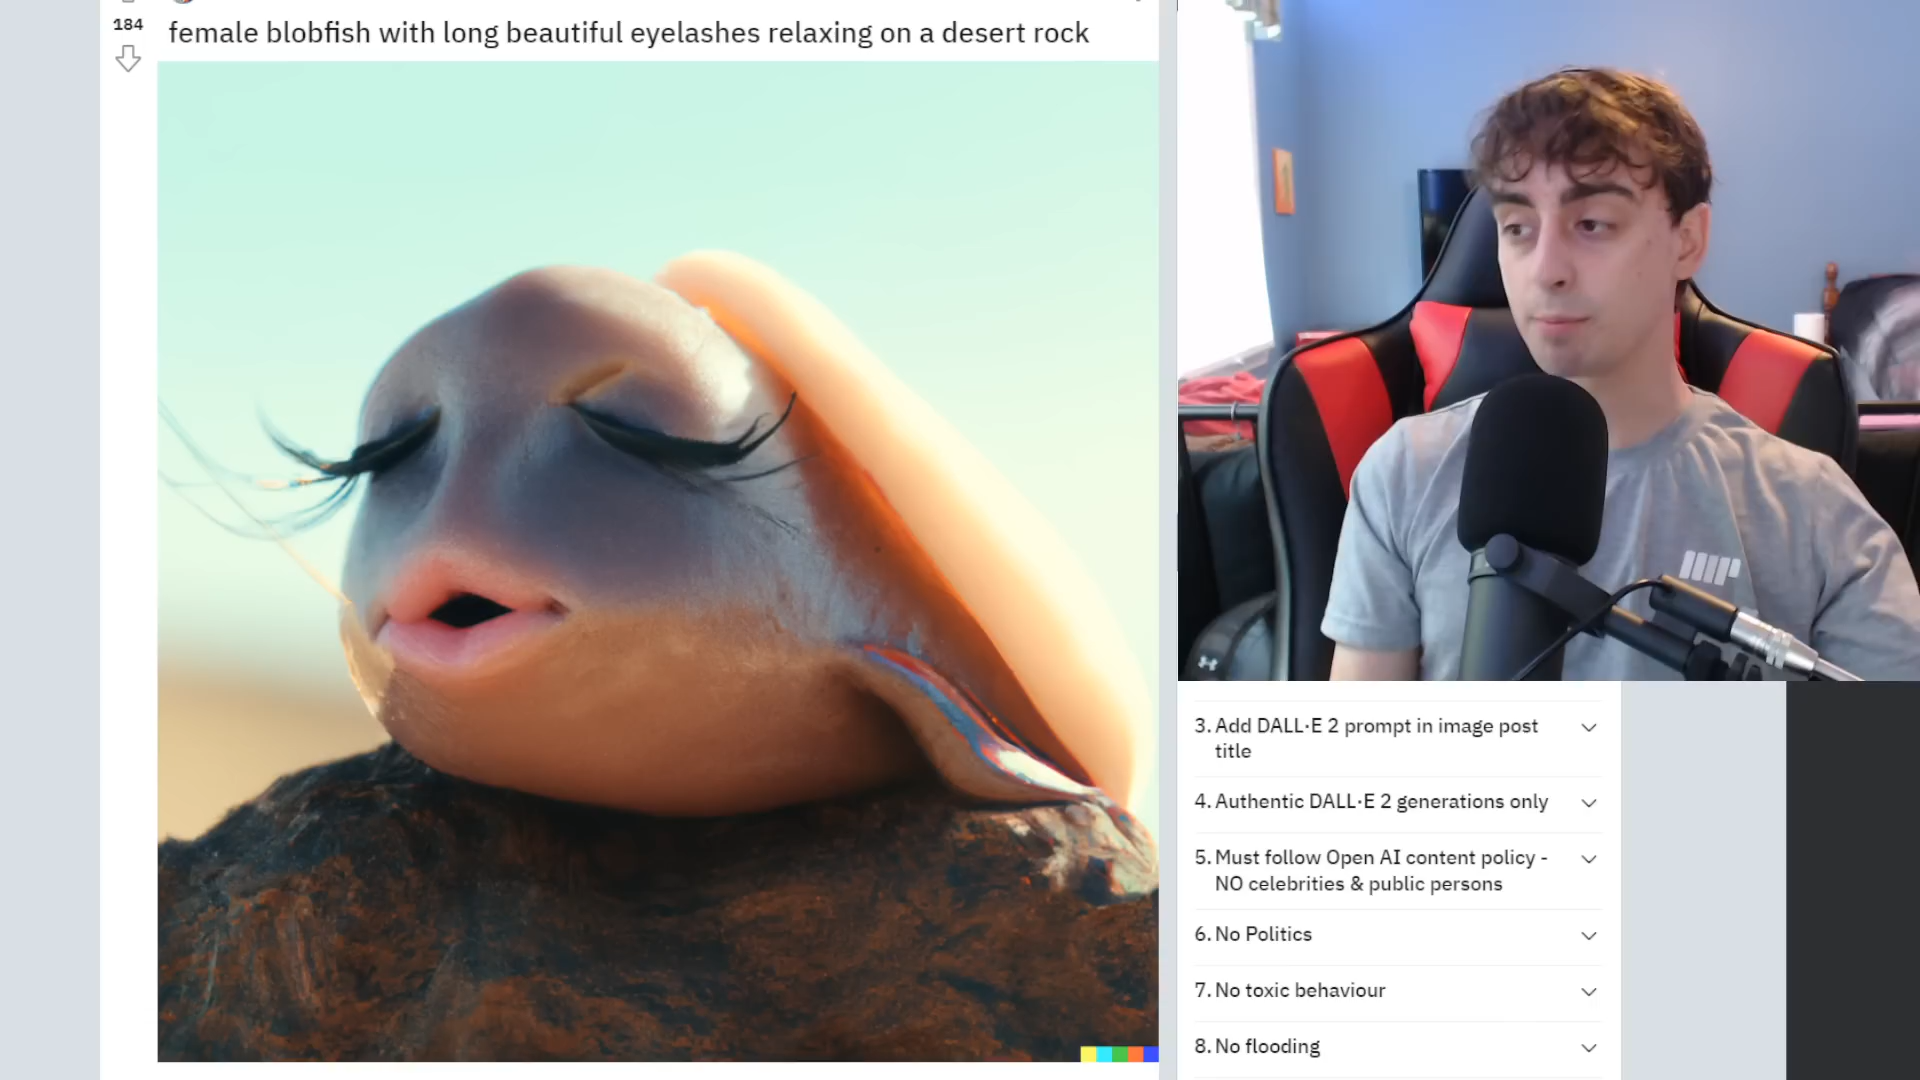 184
female blobfish with long beautiful eyelashes relaxing on a desert rock
3. Add DALL·E 2 prompt in image post
title
4. Authentic DALL·E 2 generations only
5. Must follow Open AI content policy -
NO celebrities & public persons
6. No Politics
7. No toxic behaviour
8. No flooding